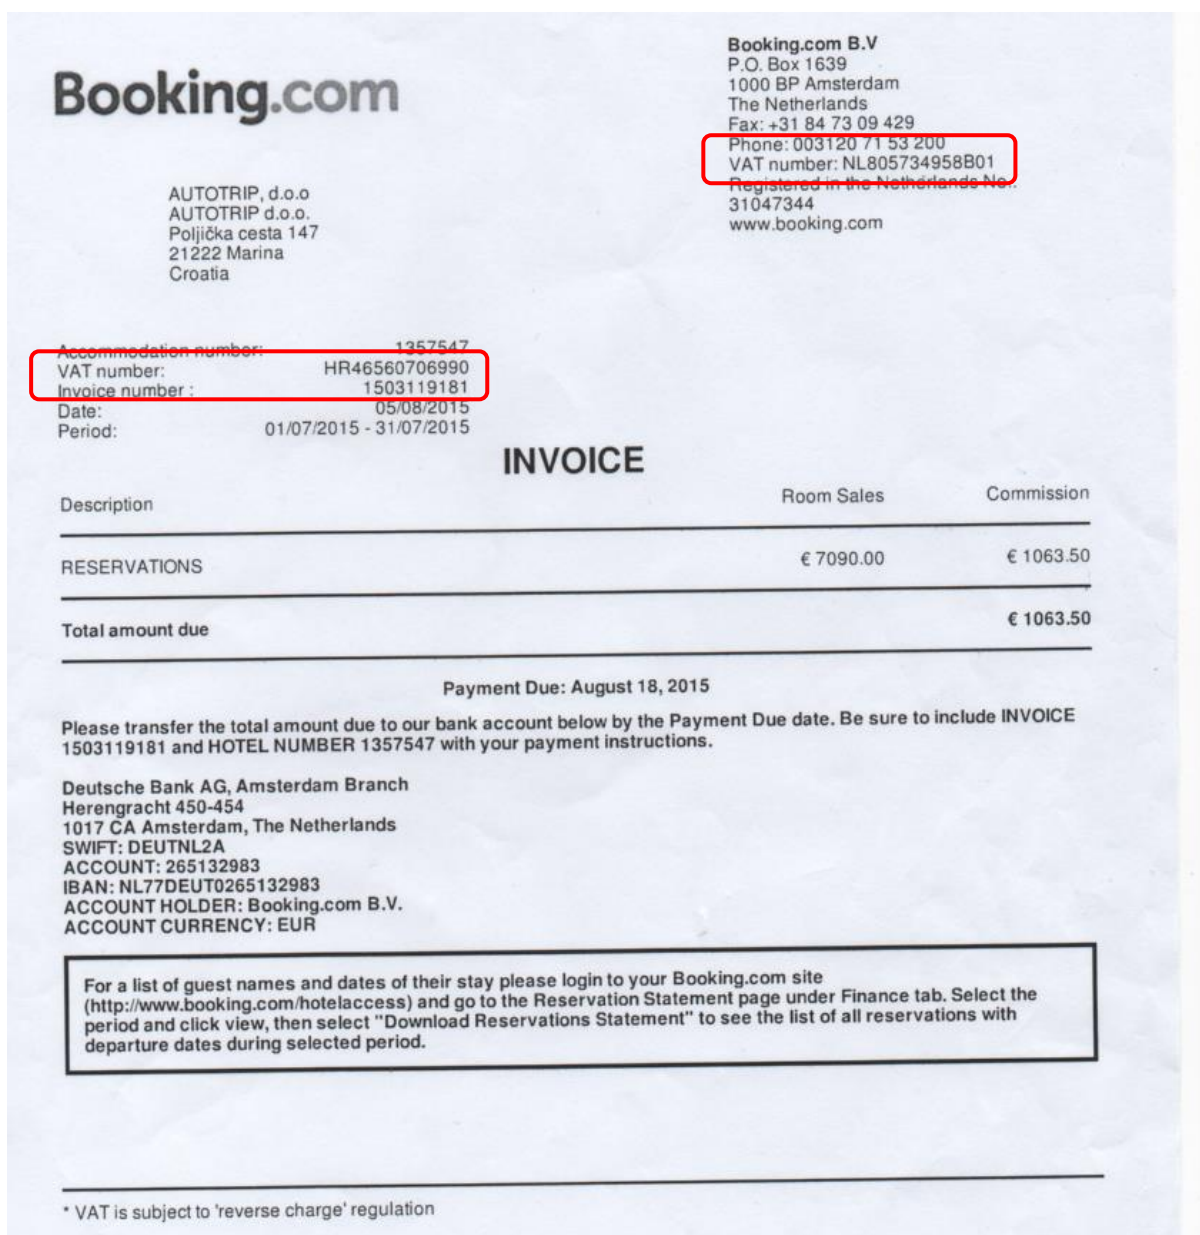 Booking.com
Booking.com B.V
P.O. Box 1639
1000 BP Amsterdam
The Netherlands
Fax: +31 84 73 09 429
Phone: 003120 71 53 200
VAT number: NL805734958B01
Registered in the Netherlands No.:
31047344
www.booking.com
AUTOTRIP, d.o.o
AUTOTRIP d.o.o.
Poljička cesta 147
21222 Marina
Croatia
Accommodation number: 1357547
VAT number: HR46560706990
Invoice number : 1503119181
Date: 05/08/2015
Period: 01/07/2015 - 31/07/2015
INVOICE
Description Room Sales Commission
RESERVATIONS € 7090.00 € 1063.50
Total amount due € 1063.50
Payment Due: August 18, 2015
Please transfer the total amount due to our bank account below by the Payment Due date. Be sure to include INVOICE
1503119181 and HOTEL NUMBER 1357547 with your payment instructions.
Deutsche Bank AG, Amsterdam Branch
Herengracht 450-454
1017 CA Amsterdam, The Netherlands
SWIFT: DEUTNL2A
ACCOUNT: 265132983
IBAN: NL77DEUT0265132983
ACCOUNT HOLDER: Booking.com B.V.
ACCOUNT CURRENCY: EUR
For a list of guest names and dates of their stay please login to your Booking.com site
(http://www.booking.com/hotelaccess) and go to the Reservation Statement page under Finance tab. Select the
period and click view, then select "Download Reservations Statement" to see the list of all reservations with
departure dates during selected period.
* VAT is subject to 'reverse charge' regulation